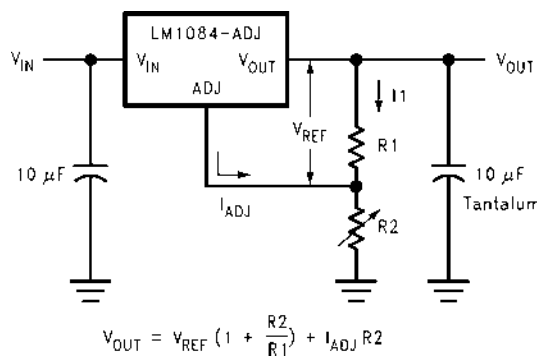 LM1084-ADJ
V_IN
V_IN
V_OUT
V_OUT
ADJ
I1
V_REF
R1
10 μF
10 μF
Tantalum
I_ADJ
R2
V_OUT = V_REF (1 + R2/R1) + I_ADJ R2